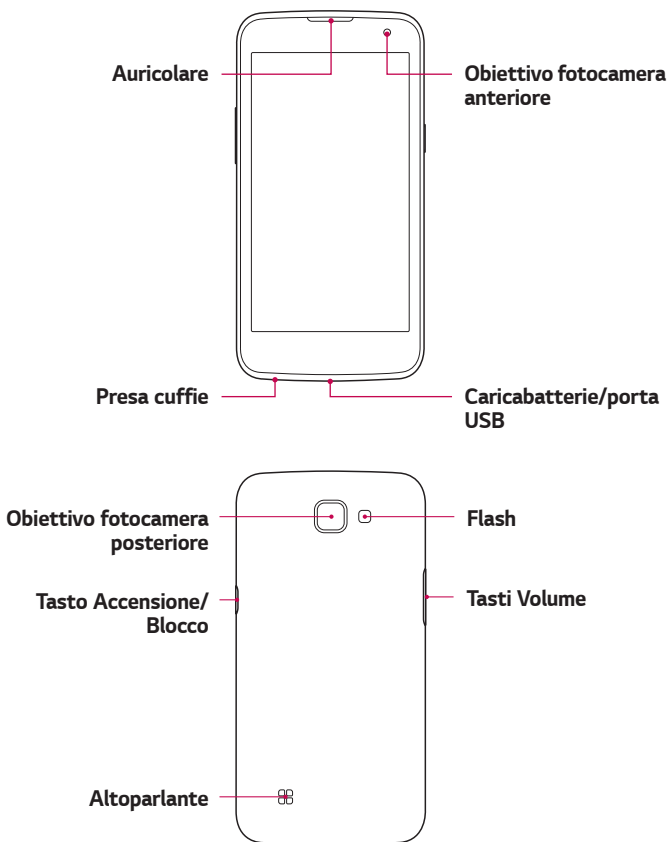 Auricolare
Obiettivo fotocamera
anteriore
Presa cuffie
Caricabatterie/porta
USB
Obiettivo fotocamera
posteriore
Flash
Tasto Accensione/
Blocco
Tasti Volume
Altoparlante